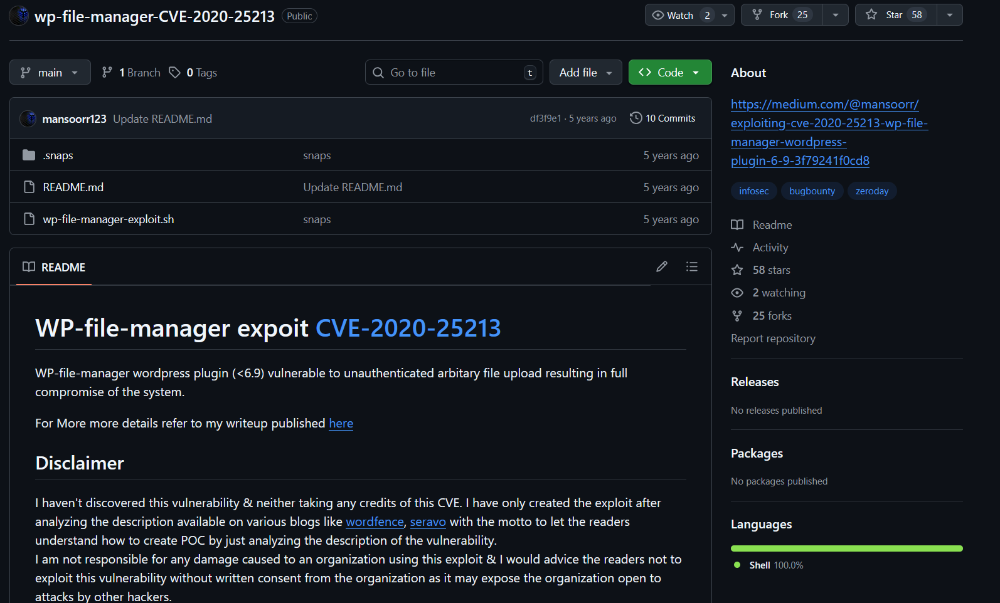 wp-file-manager-CVE-2020-25213 Public
Watch 2 Fork 25 Star 58
main 1 Branch 0 Tags
Go to file t Add file Code
mansoorr123 Update README.md df3f9e1 · 5 years ago 10 Commits
.snaps snaps 5 years ago
README.md Update README.md 5 years ago
wp-file-manager-exploit.sh snaps 5 years ago
README
WP-file-manager expoit CVE-2020-25213
WP-file-manager wordpress plugin (<6.9) vulnerable to unauthenticated arbitary file upload resulting in full
compromise of the system.
For More more details refer to my writeup published here
Disclaimer
I haven't discovered this vulnerability & neither taking any credits of this CVE. I have only created the exploit after
analyzing the description available on various blogs like wordfence, seravo with the motto to let the readers
understand how to create POC by just analyzing the description of the vulnerability.
I am not responsible for any damage caused to an organization using this exploit & I would advice the readers not to
exploit this vulnerability without written consent from the organization as it may expose the organization open to
attacks by other hackers.
About
https://medium.com/@mansoorr/
exploiting-cve-2020-25213-wp-file-
manager-wordpress-
plugin-6-9-3f79241f0cd8
infosec bugbounty zeroday
Readme
Activity
58 stars
2 watching
25 forks
Report repository
Releases
No releases published
Packages
No packages published
Languages
Shell 100.0%